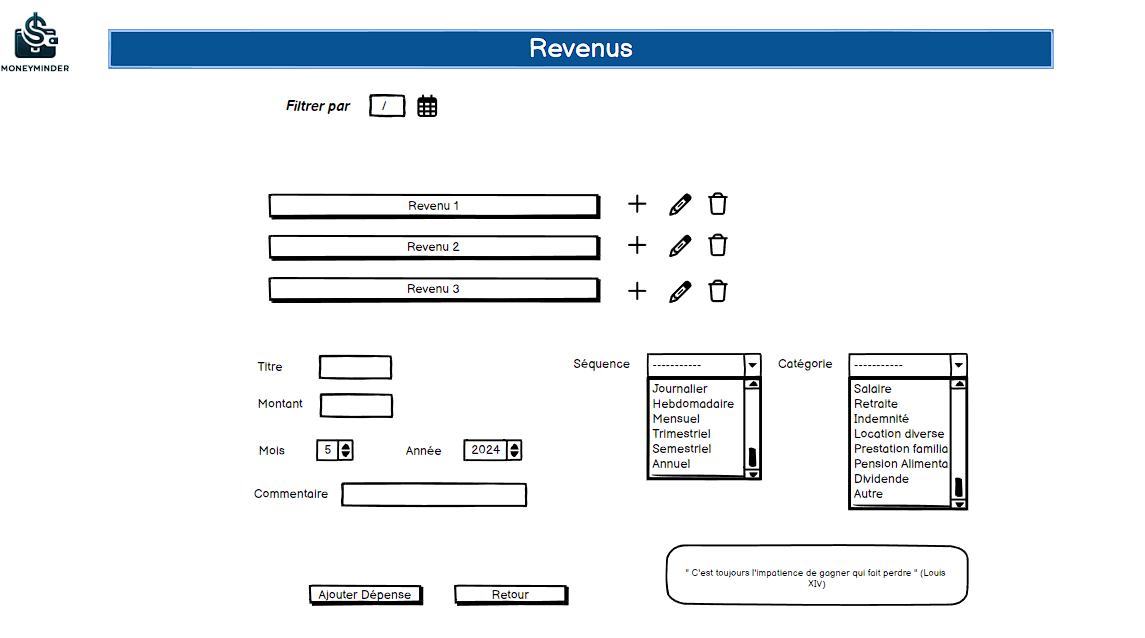 MONEYMINDER
Revenus
Filtrer par /
Revenu 1
Revenu 2
Revenu 3
Titre
Montant
Mois 5 Année 2024
Commentaire
Séquence -----------
Journalier
Hebdomadaire
Mensuel
Trimestriel
Semestriel
Annuel
Catégorie -----------
Salaire
Retraite
Indemnité
Location diverse
Prestation familia
Pension Alimenta
Dividende
Autre
" C'est toujours l'impatience de gagner qui fait perdre " (Louis
XIV)
Ajouter Dépense
Retour